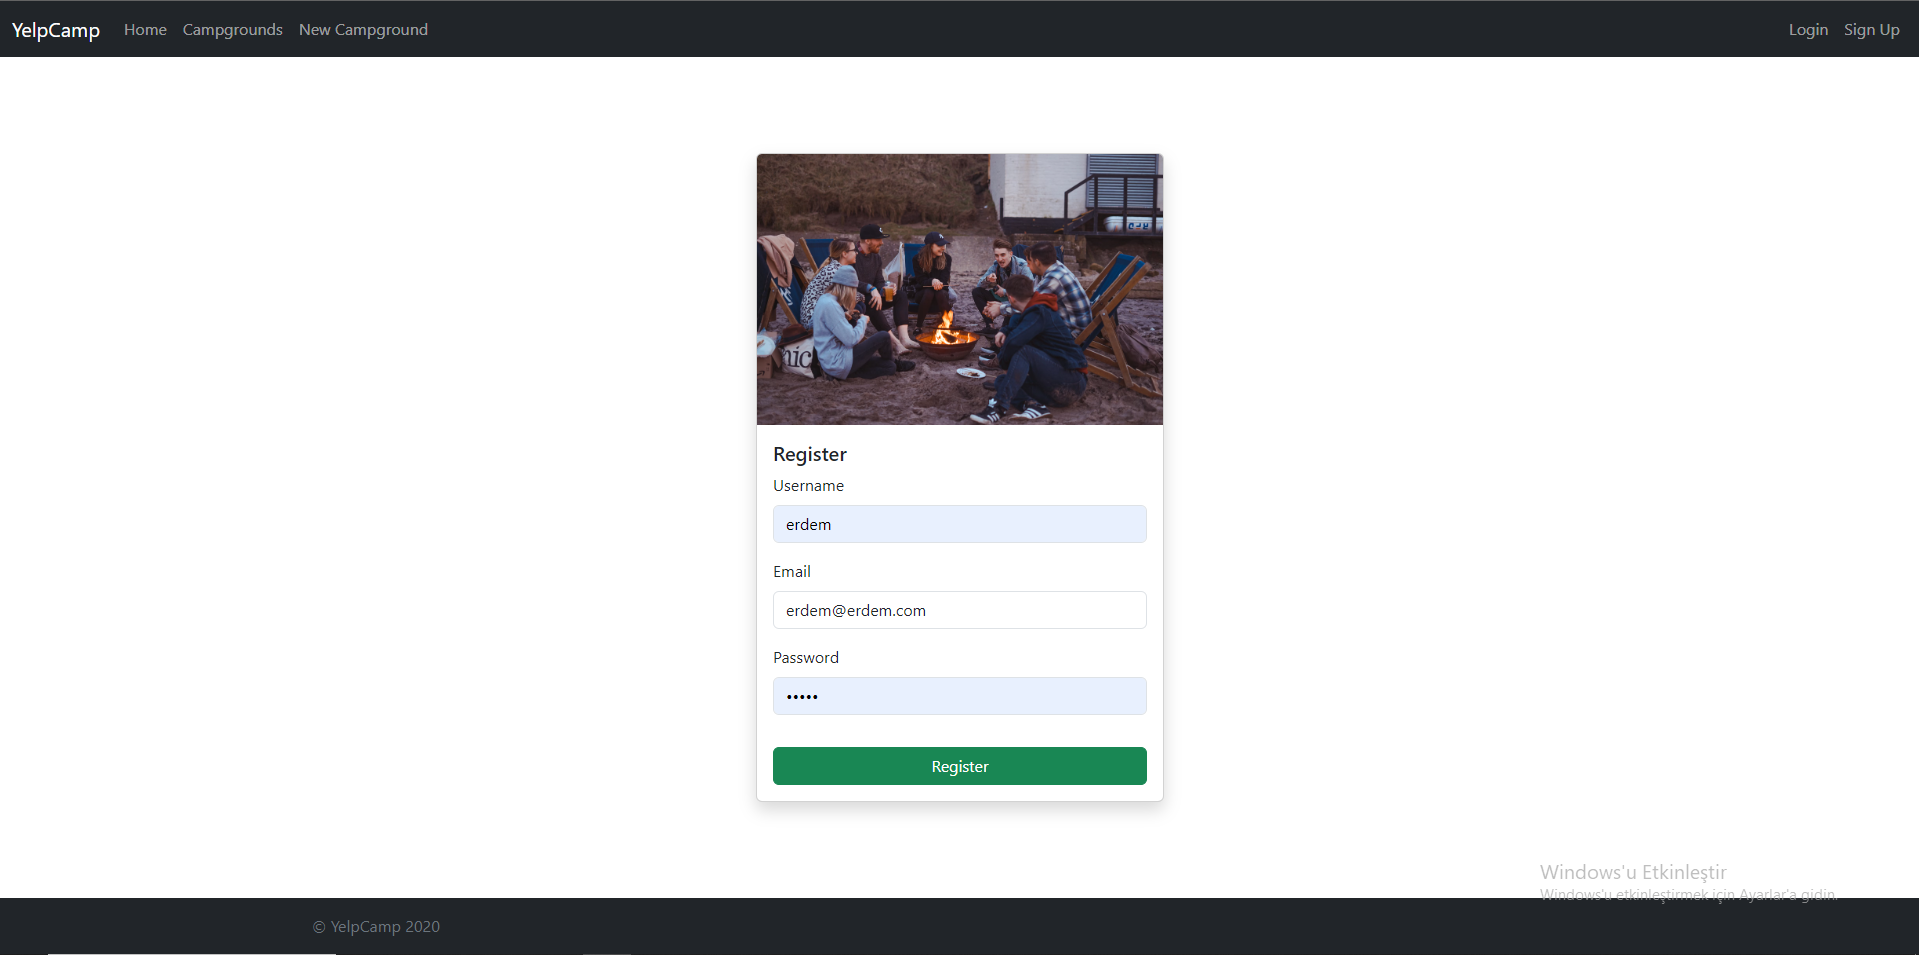 YelpCamp Home Campgrounds New Campground Login Sign Up
Register
Username
erdem
Email
erdem@erdem.com
Password
•••••
Register
Windows'u Etkinleştir
Windows'u etkinleştirmek için Ayarlar'a gidin.
© YelpCamp 2020